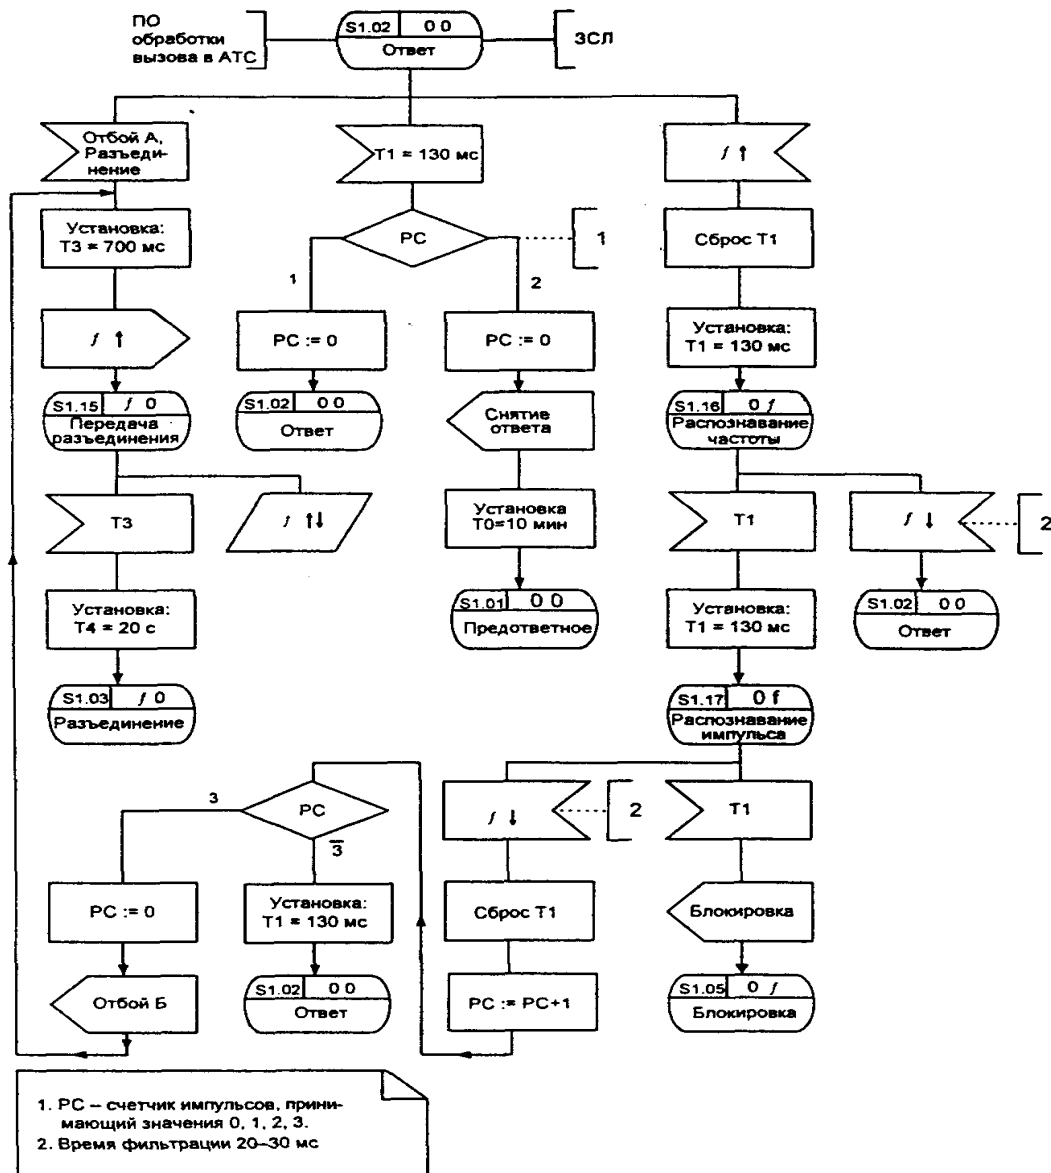 ПО
обработки
вызова в АТС
S1.02 0 0
Ответ
ЗСЛ
Отбой А,
Разъеди-
нение
T1 = 130 мс
f ↑
Установка:
T3 = 700 мс
PC
1
Сброс T1
1
2
f ↑
PC := 0
PC := 0
Установка:
T1 = 130 мс
S1.15 f 0
Передача
разъединения
S1.02 0 0
Ответ
Снятие
ответа
S1.16 0 f
Распознавание
частоты
T3
f ↑↓
Установка
T0=10 мин
T1
f ↓
2
Установка:
T4 = 20 с
S1.01 0 0
Предответное
Установка:
T1 = 130 мс
S1.02 0 0
Ответ
S1.03 f 0
Разъединение
S1.17 0 f
Распознавание
импульса
3
PC
3̅
f ↓
2
T1
PC := 0
Установка:
T1 = 130 мс
Сброс T1
Блокировка
Отбой Б
S1.02 0 0
Ответ
PC := PC+1
S1.05 0 f
Блокировка
1. PC – счетчик импульсов, прини-
мающий значения 0, 1, 2, 3.
2. Время фильтрации 20–30 мс